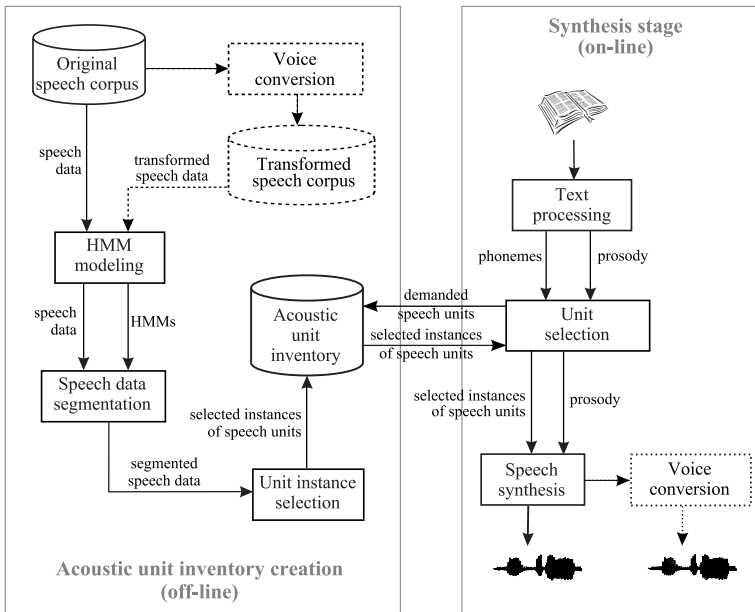 Original
speech corpus
Voice
conversion
speech
data
transformed
speech data
Transformed
speech corpus
HMM
modeling
speech
data
HMMs
Speech data
segmentation
segmented
speech data
Unit instance
selection
selected instances
of speech units
Acoustic
unit
inventory
Acoustic unit inventory creation
(off-line)
Synthesis stage
(on-line)
Text
processing
phonemes
prosody
demanded
speech units
selected instances
of speech units
Unit
selection
selected instances
of speech units
prosody
Speech
synthesis
Voice
conversion